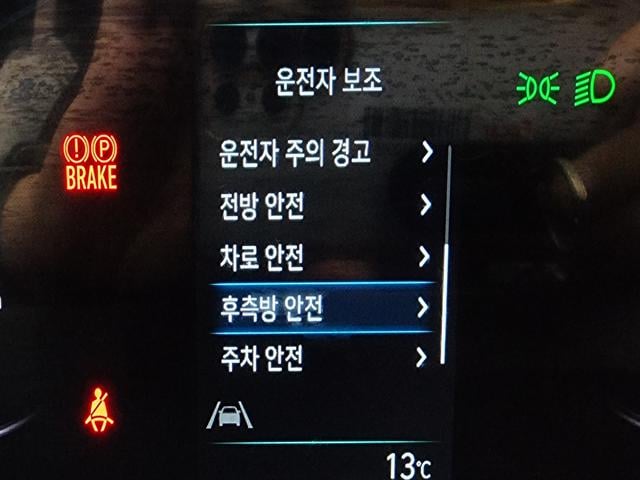 운전자 보조
운전자 주의 경고
(!) (P)
BRAKE
전방 안전
차로 안전
후측방 안전
주차 안전
13℃